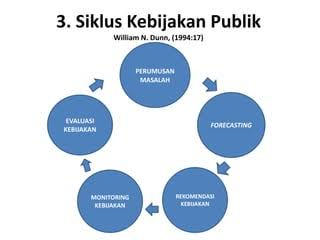 3. Siklus Kebijakan Publik
William N. Dunn, (1994:17)
PERUMUSAN
MASALAH
FORECASTING
REKOMENDASI
KEBIJAKAN
MONITORING
KEBIJAKAN
EVALUASI
KEBIJAKAN